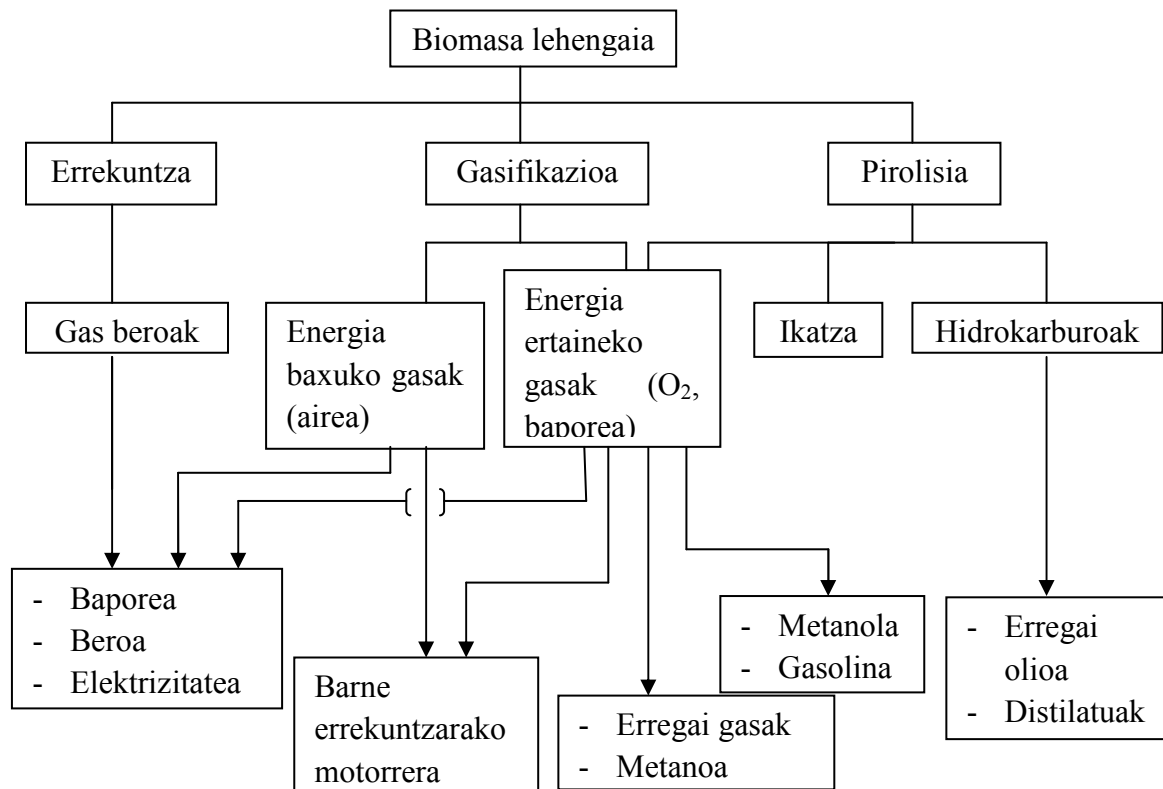 Biomasa lehengaia
Errekuntza
Gasifikazioa
Pirolisia
Gas beroak
Energia
baxuko gasak
(airea)
Energia
ertaineko
gasak (O₂,
baporea)
Ikatza
Hidrokarburoak
- Baporea
- Beroa
- Elektrizitatea
Barne
errekuntzarako
motorrera
- Erregai gasak
- Metanoa
- Metanola
- Gasolina
- Erregai
olioa
- Distilatuak